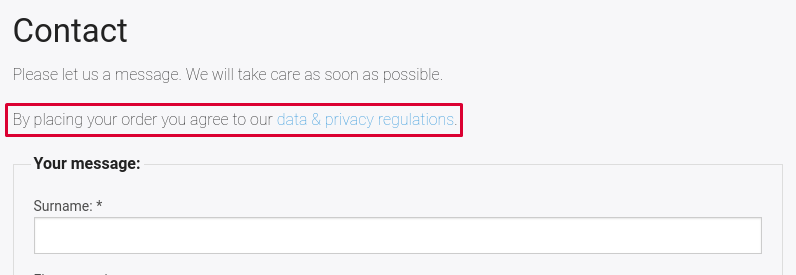 Contact
Please let us a message. We will take care as soon as possible.
By placing your order you agree to our data & privacy regulations.
Your message:
Surname: *